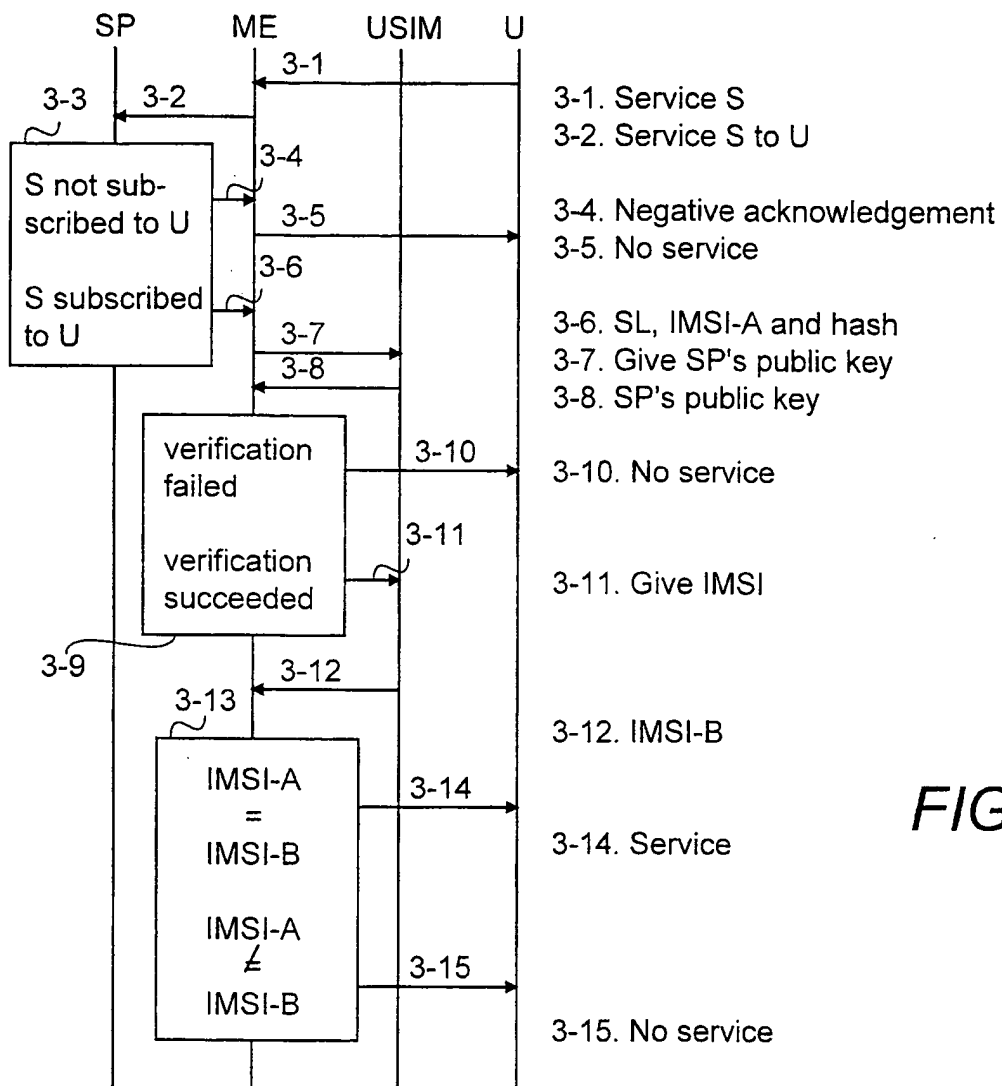 SP ME USIM U
3-1
3-2
3-3
S not sub-
scribed to U
3-4
3-5
S subscribed
to U
3-6
3-7
3-8
verification
failed
3-10
verification
succeeded
3-11
3-9
3-12
3-13
IMSI-A
=
IMSI-B
3-14
IMSI-A
≠
IMSI-B
3-15
3-1. Service S
3-2. Service S to U
3-4. Negative acknowledgement
3-5. No service
3-6. SL, IMSI-A and hash
3-7. Give SP's public key
3-8. SP's public key
3-10. No service
3-11. Give IMSI
3-12. IMSI-B
3-14. Service
3-15. No service
FIG